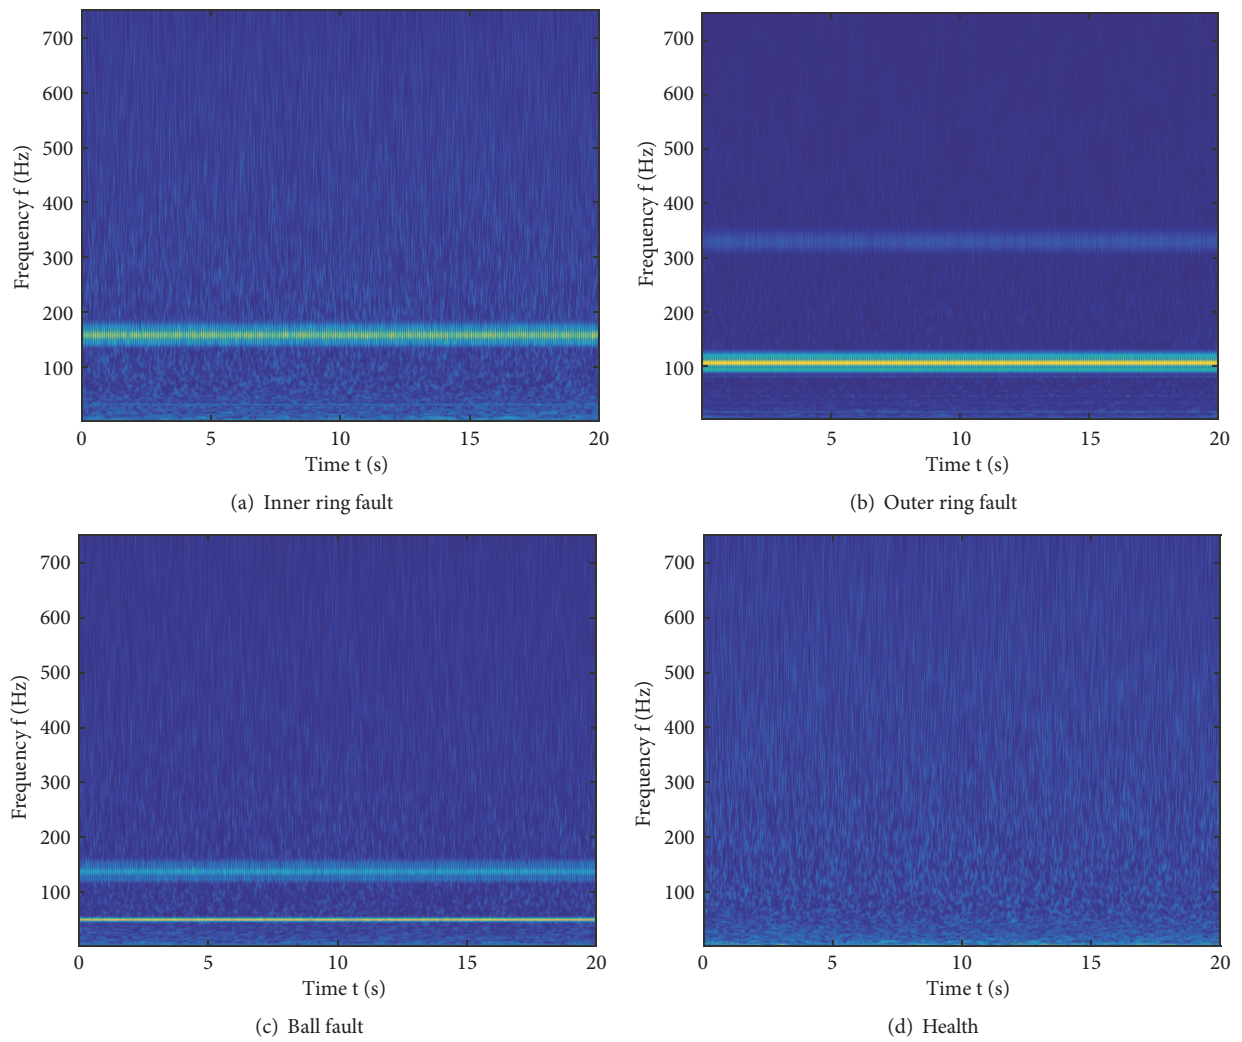 700
600
500
400
300
200
100
Frequency f (Hz)
0 5 10 15 20
Time t (s)
(a) Inner ring fault
700
600
500
400
300
200
100
Frequency f (Hz)
5 10 15 20
Time t (s)
(b) Outer ring fault
700
600
500
400
300
200
100
Frequency f (Hz)
0 5 10 15 20
Time t (s)
(c) Ball fault
700
600
500
400
300
200
100
Frequency f (Hz)
0 5 10 15 20
Time t (s)
(d) Health